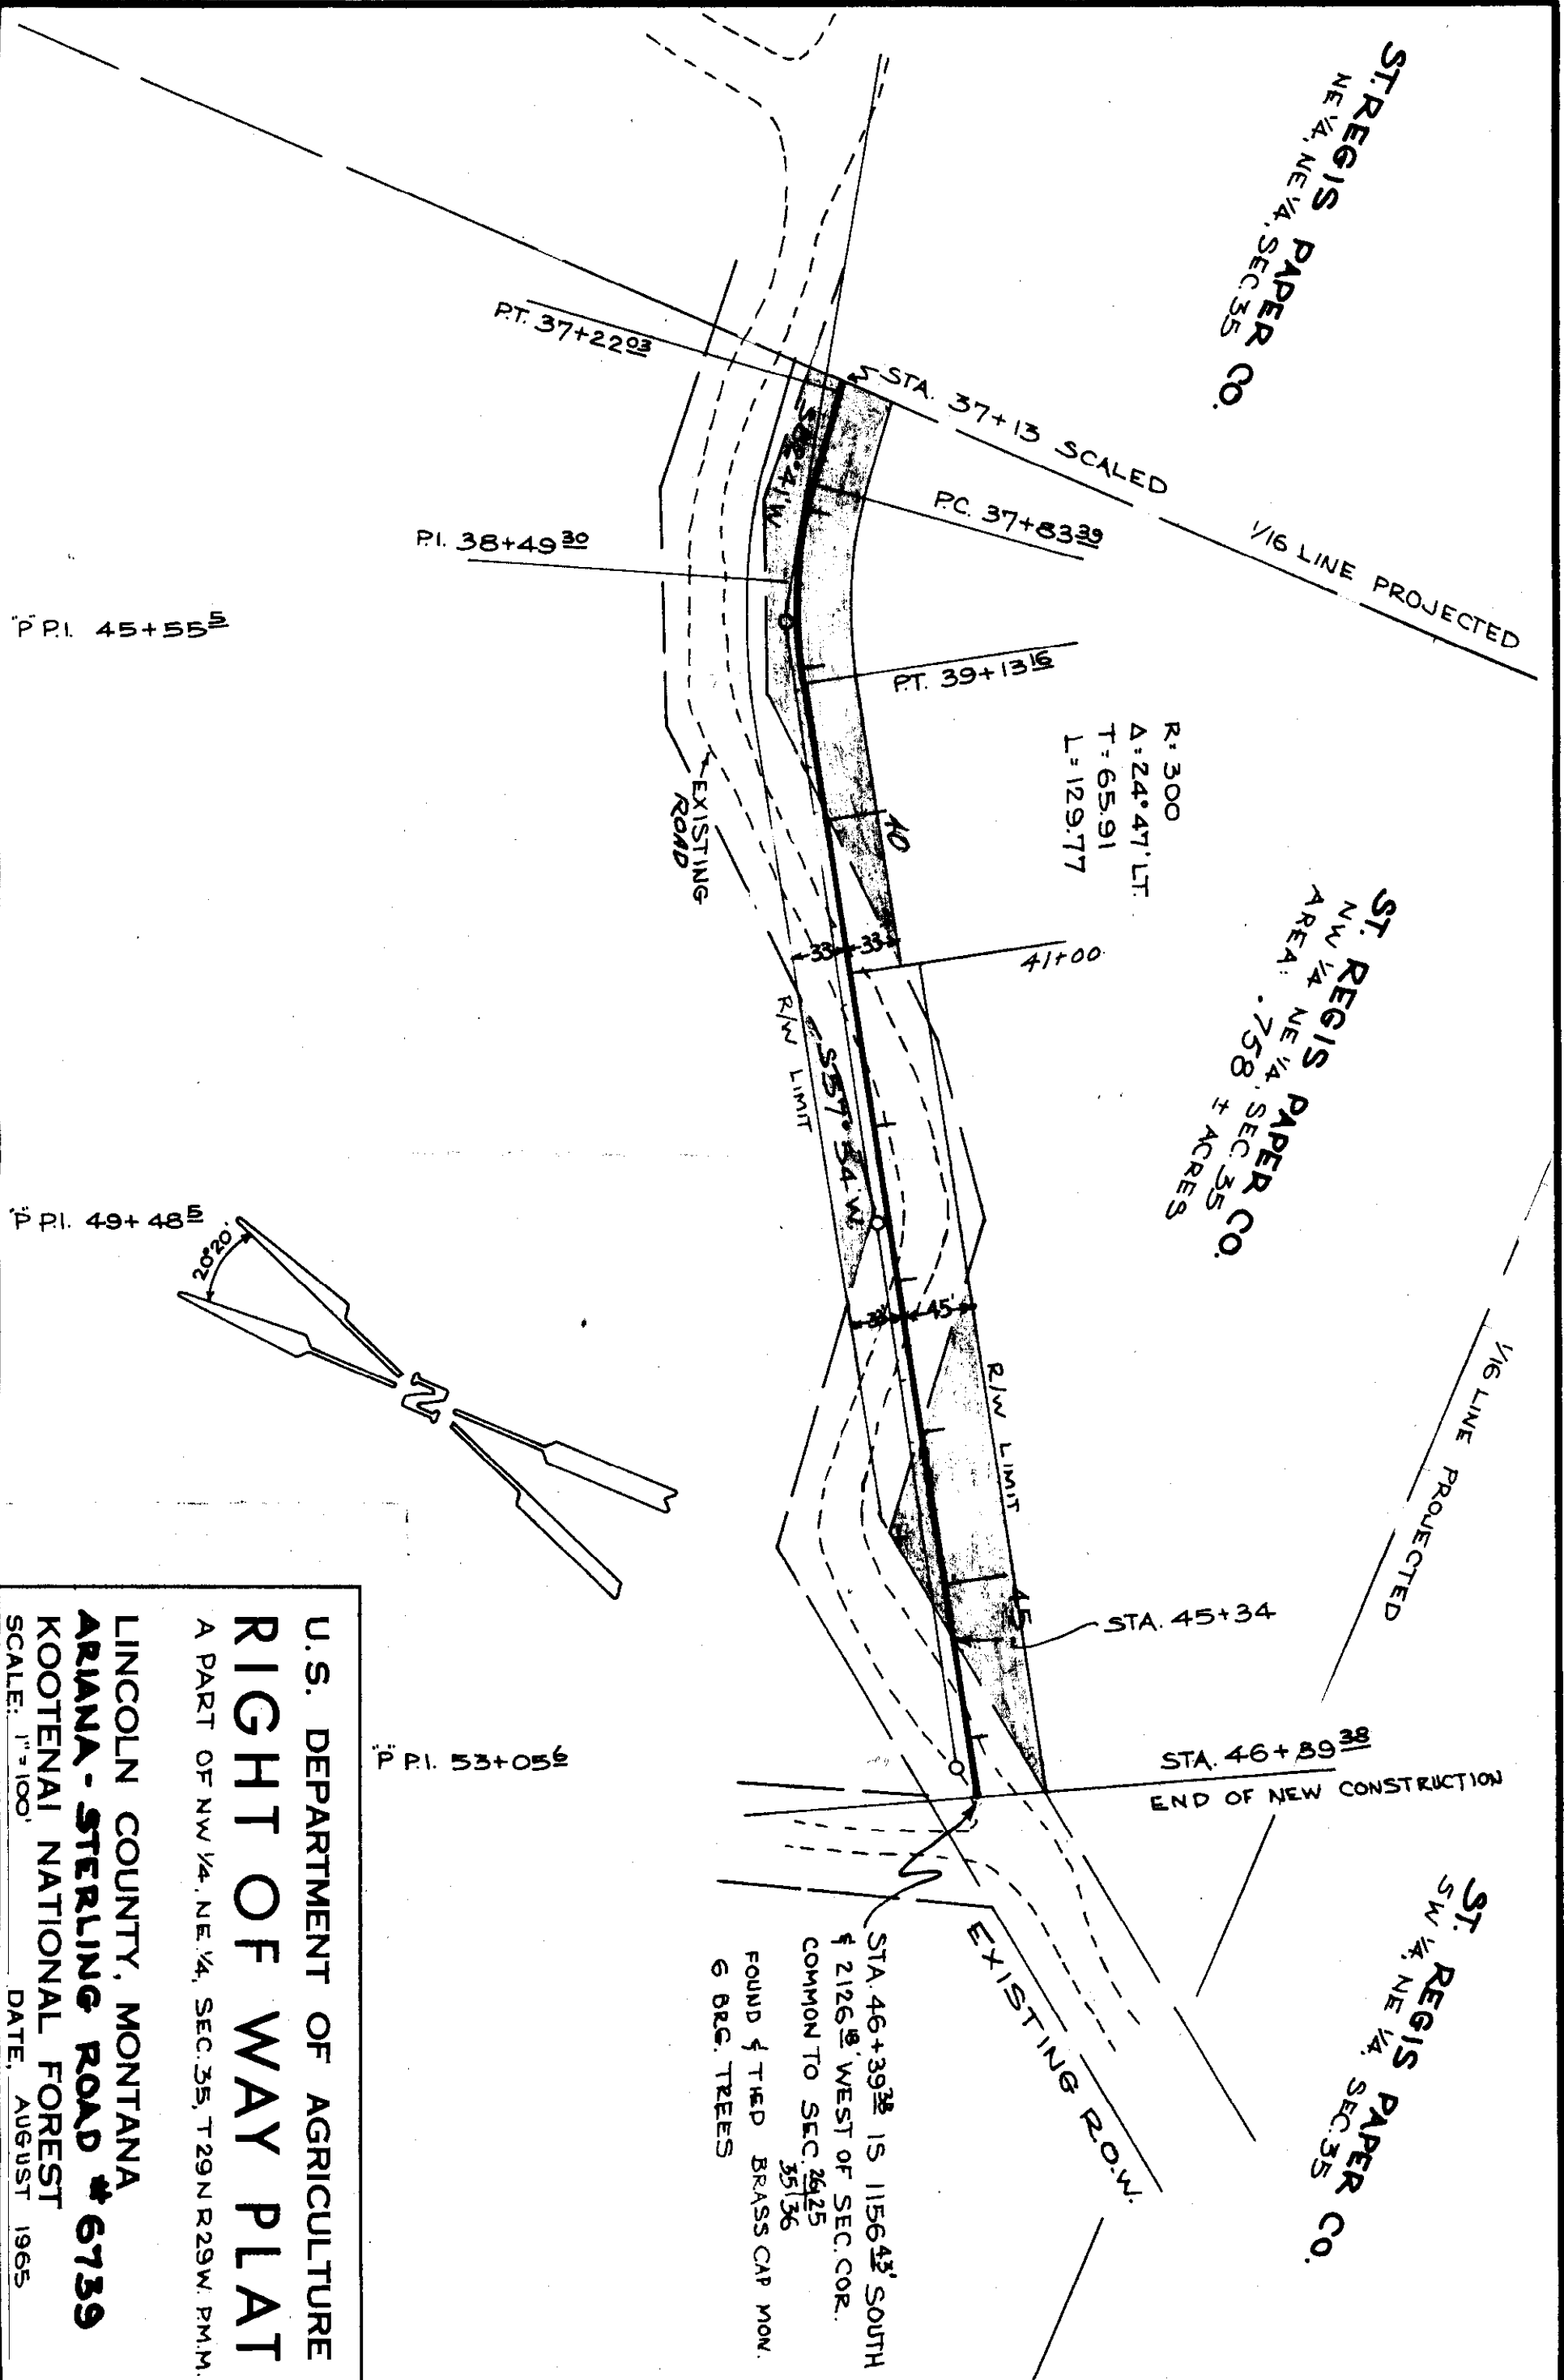 ST. REGIS PAPER CO.
NE ¼, NE ¼, SEC. 35
P.T. 37+22 03
STA. 37+13 SCALED
1/16 LINE PROJECTED
S 82° 41' W
P.C. 37+83 39
P.I. 38+49 30
"P" P.I. 45+55 5
P.T. 39+13 16
R= 300
Δ= 24° 47' LT.
T= 65.91
L= 129.77
EXISTING
ROAD
40
33
33
41+00
ST. REGIS PAPER CO.
NW ¼ NE ¼ SEC. 35
AREA: .758 ± ACRES
R/W LIMIT
S 57° 54' W
"P" P.I. 49+48 5
20°20'
N
33'
45'
R/W LIMIT
1/16 LINE PROJECTED
45
STA. 45+34
"P" P.I. 53+05 6
STA. 46+39 38
END OF NEW CONSTRUCTION
ST. REGIS PAPER CO.
SW ¼, NE ¼, SEC. 35
EXISTING R.O.W.
STA. 46+39 38 IS 1156 43' SOUTH
& 2126 18' WEST OF SEC. COR.
COMMON TO SEC. 26|25
35|36
FOUND & TIED BRASS CAP MON.
6 BRG. TREES
U.S. DEPARTMENT OF AGRICULTURE
RIGHT OF WAY PLAT
A PART OF NW ¼, NE ¼, SEC. 35, T 29 N R 29 W. P.M.M.
LINCOLN COUNTY, MONTANA
ARIANA - STERLING ROAD # 6739
KOOTENAI NATIONAL FOREST
SCALE: 1"=100' DATE, AUGUST 1965